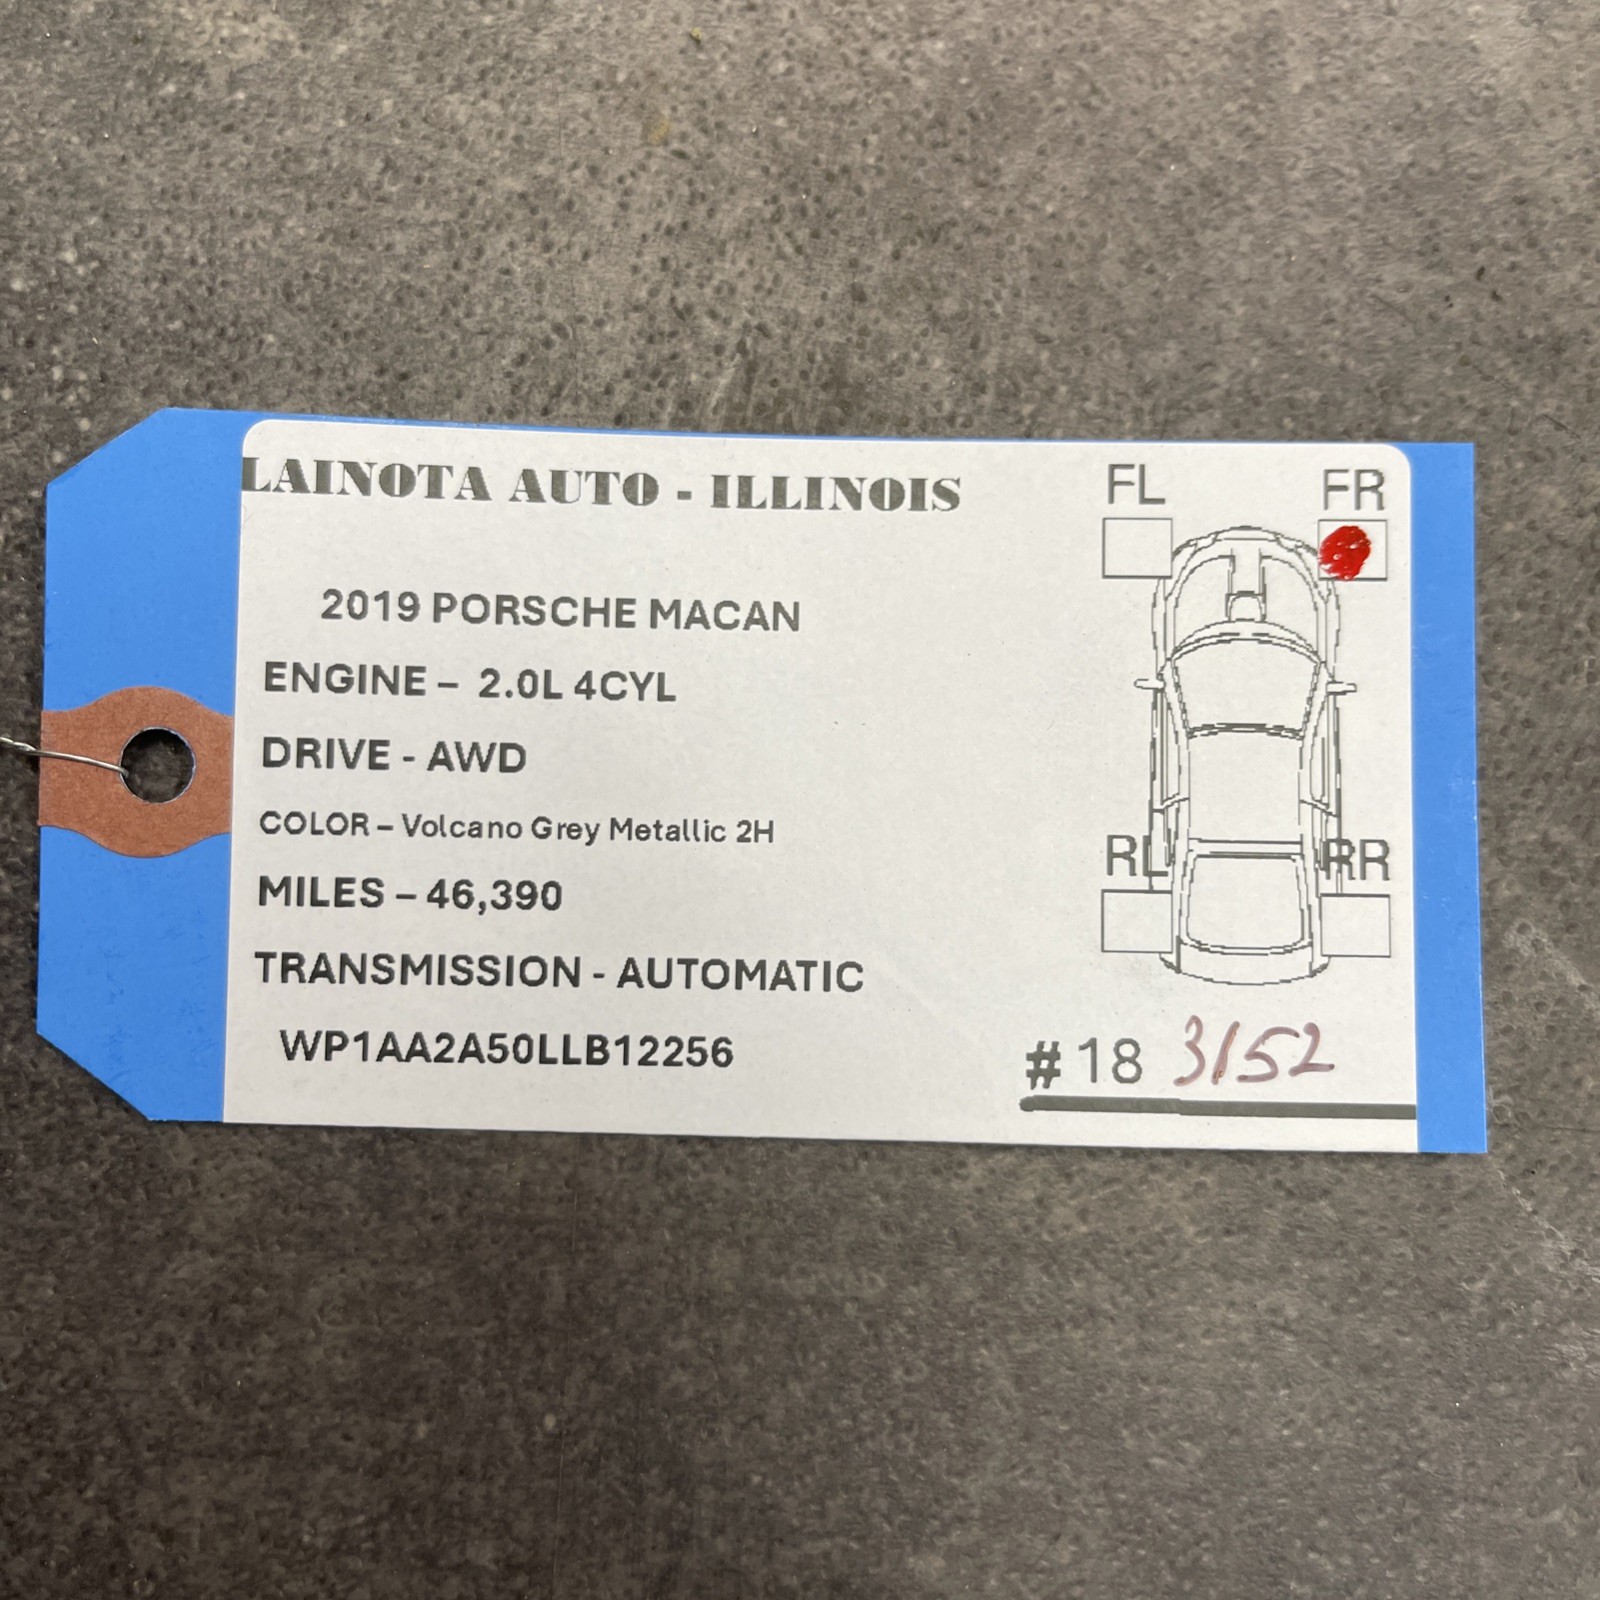 LAINOTA AUTO - ILLINOIS
2019 PORSCHE MACAN
ENGINE – 2.0L 4CYL
DRIVE - AWD
COLOR – Volcano Grey Metallic 2H
MILES – 46,390
TRANSMISSION - AUTOMATIC
WP1AA2A50LLB12256
FL FR
RL RR
#18 3152